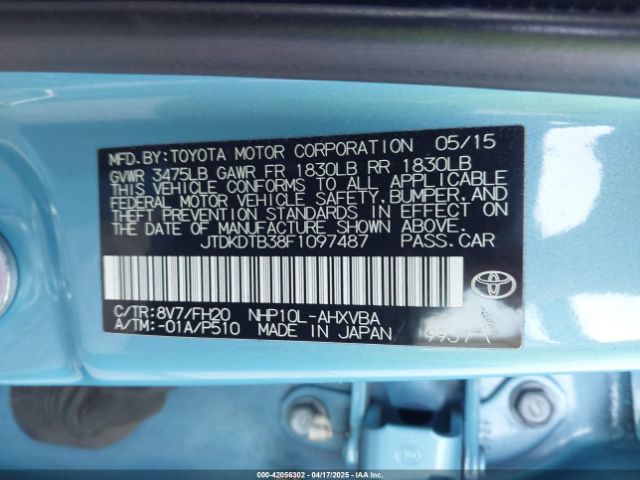 MFD. BY: TOYOTA MOTOR CORPORATION 05/15
GVWR 3475LB GAWR FR 1830LB RR 1830LB
THIS VEHICLE CONFORMS TO ALL APPLICABLE
FEDERAL MOTOR VEHICLE SAFETY, BUMPER, AND
THEFT PREVENTION STANDARDS IN EFFECT ON
THE DATE OF MANUFACTURE SHOWN ABOVE.
JTDKDTB38F1097487 PASS.CAR
C/TR:8V7/FH20 NHP10L-AHXVBA
A/TM:-01A/P510 MADE IN JAPAN
TOYOTA
000-42056302 - 04/17/2025 - IAAI.COM